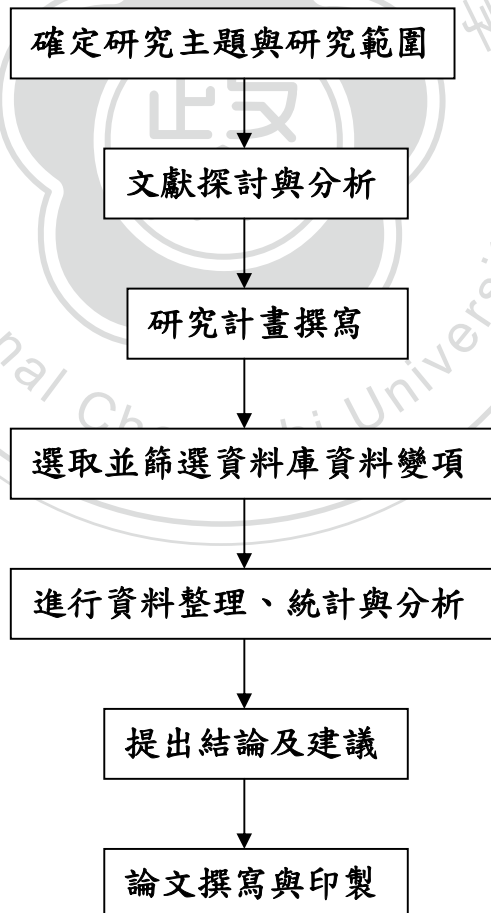 確定研究主題與研究範圍
文獻探討與分析
研究計畫撰寫
選取並篩選資料庫資料變項
進行資料整理、統計與分析
提出結論及建議
論文撰寫與印製